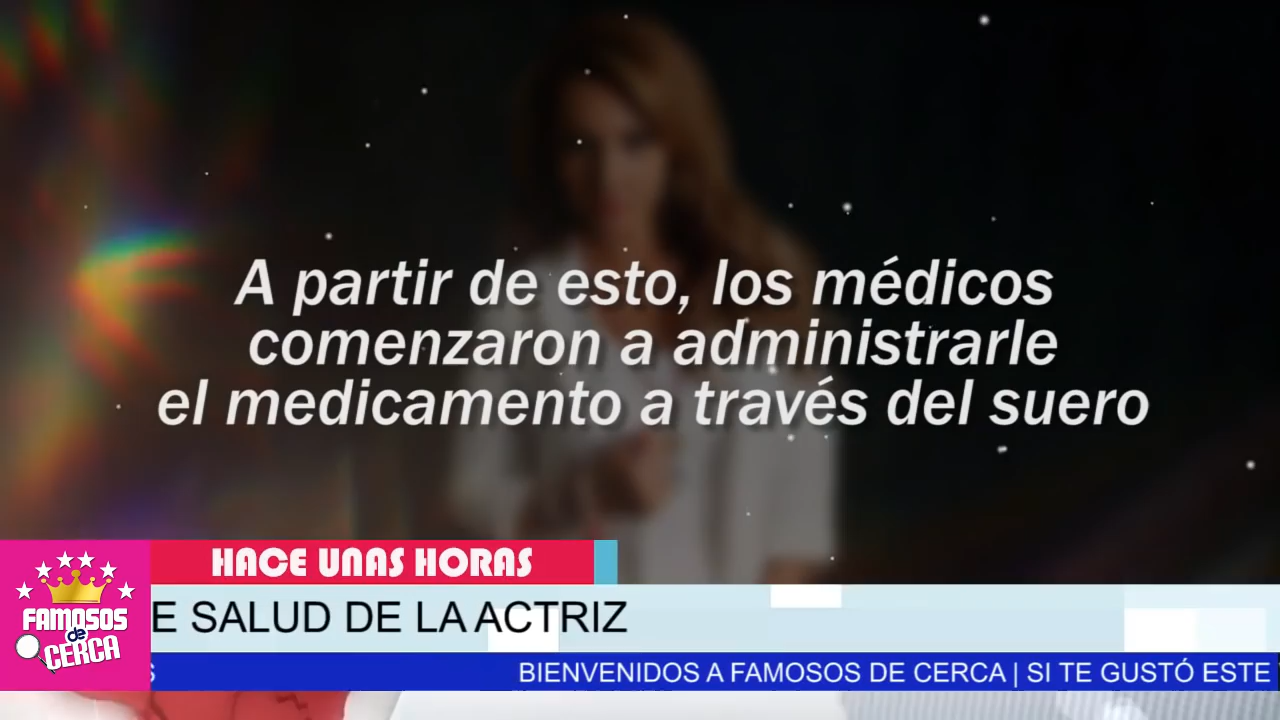 A partir de esto, los médicos
comenzaron a administrarle
el medicamento a través del suero
HACE UNAS HORAS
E SALUD DE LA ACTRIZ
FAMOSOS
de
CERCA
S
BIENVENIDOS A FAMOSOS DE CERCA | SI TE GUSTÓ ESTE